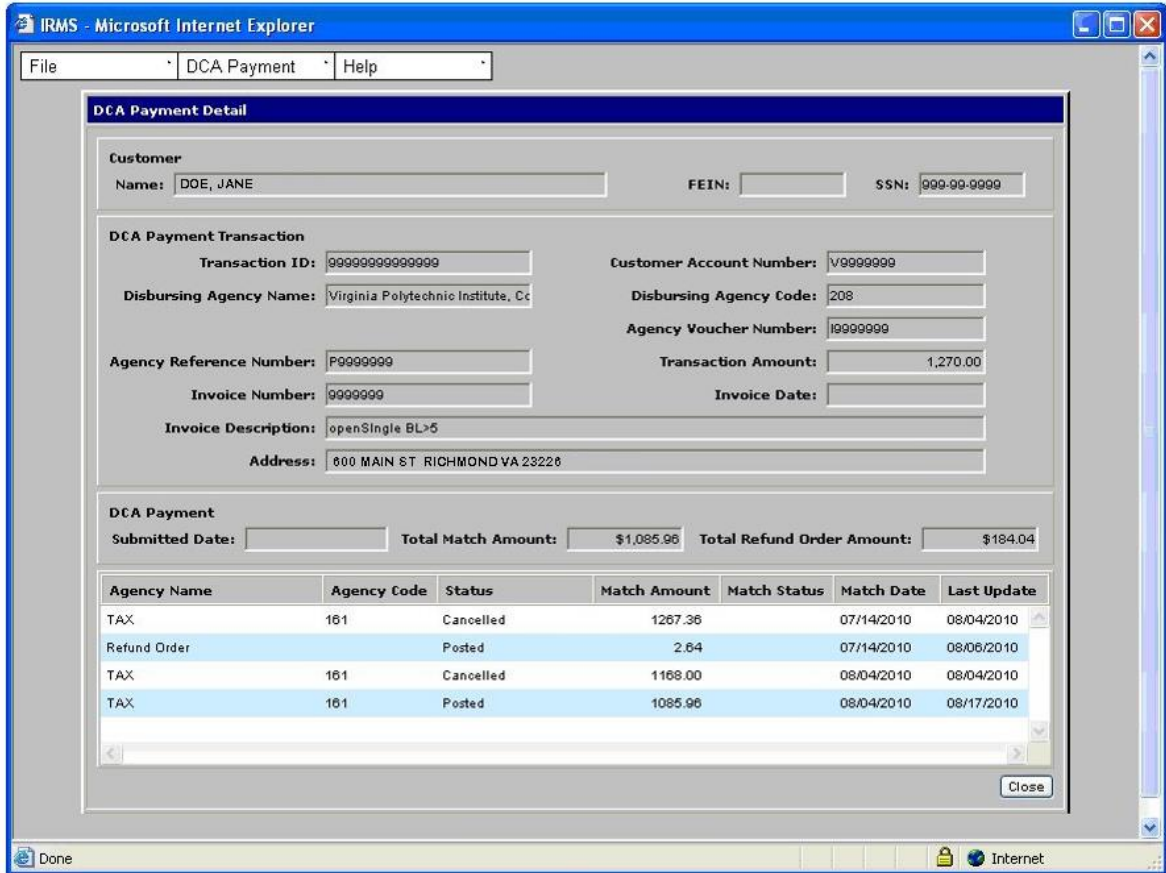 IRMS - Microsoft Internet Explorer
File DCA Payment Help
DCA Payment Detail
Customer
Name: DOE, JANE FEIN: SSN: 999-99-9999
DCA Payment Transaction
Transaction ID: 99999999999999 Customer Account Number: V9999999
Disbursing Agency Name: Virginia Polytechnic Institute, Cc Disbursing Agency Code: 208
Agency Voucher Number: I9999999
Agency Reference Number: P9999999 Transaction Amount: 1,270.00
Invoice Number: 9999999 Invoice Date:
Invoice Description: openSingle BL>5
Address: 600 MAIN ST RICHMOND VA 23226
DCA Payment
Submitted Date: Total Match Amount: $1,085.96 Total Refund Order Amount: $184.04
Agency Name Agency Code Status Match Amount Match Status Match Date Last Update
TAX 161 Cancelled 1267.36 07/14/2010 08/04/2010
Refund Order Posted 2.64 07/14/2010 08/06/2010
TAX 161 Cancelled 1168.00 08/04/2010 08/04/2010
TAX 161 Posted 1085.96 08/04/2010 08/17/2010
Close
Done Internet